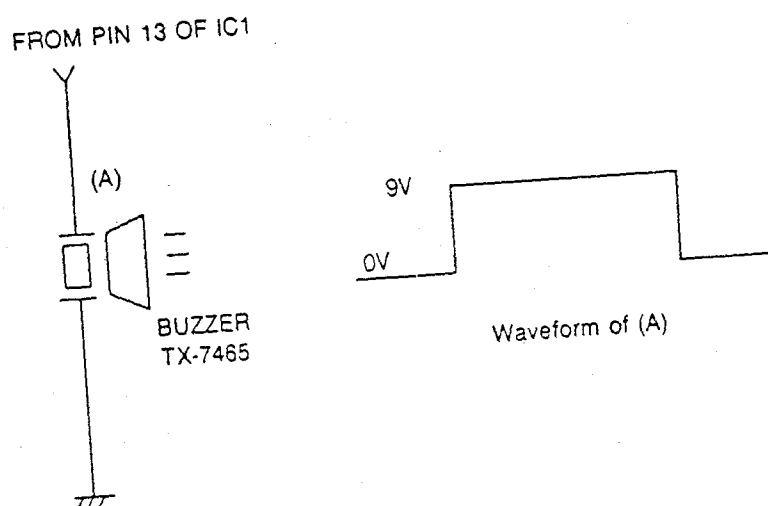 FROM PIN 13 OF IC1
(A)
9V
0V
BUZZER
TX-7465
Waveform of (A)